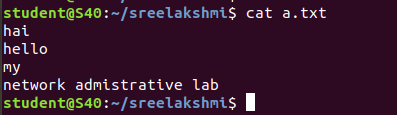 student@S40:~/sreelakshmi$ cat a.txt
hai
hello
my
network admistrative lab
student@S40:~/sreelakshmi$